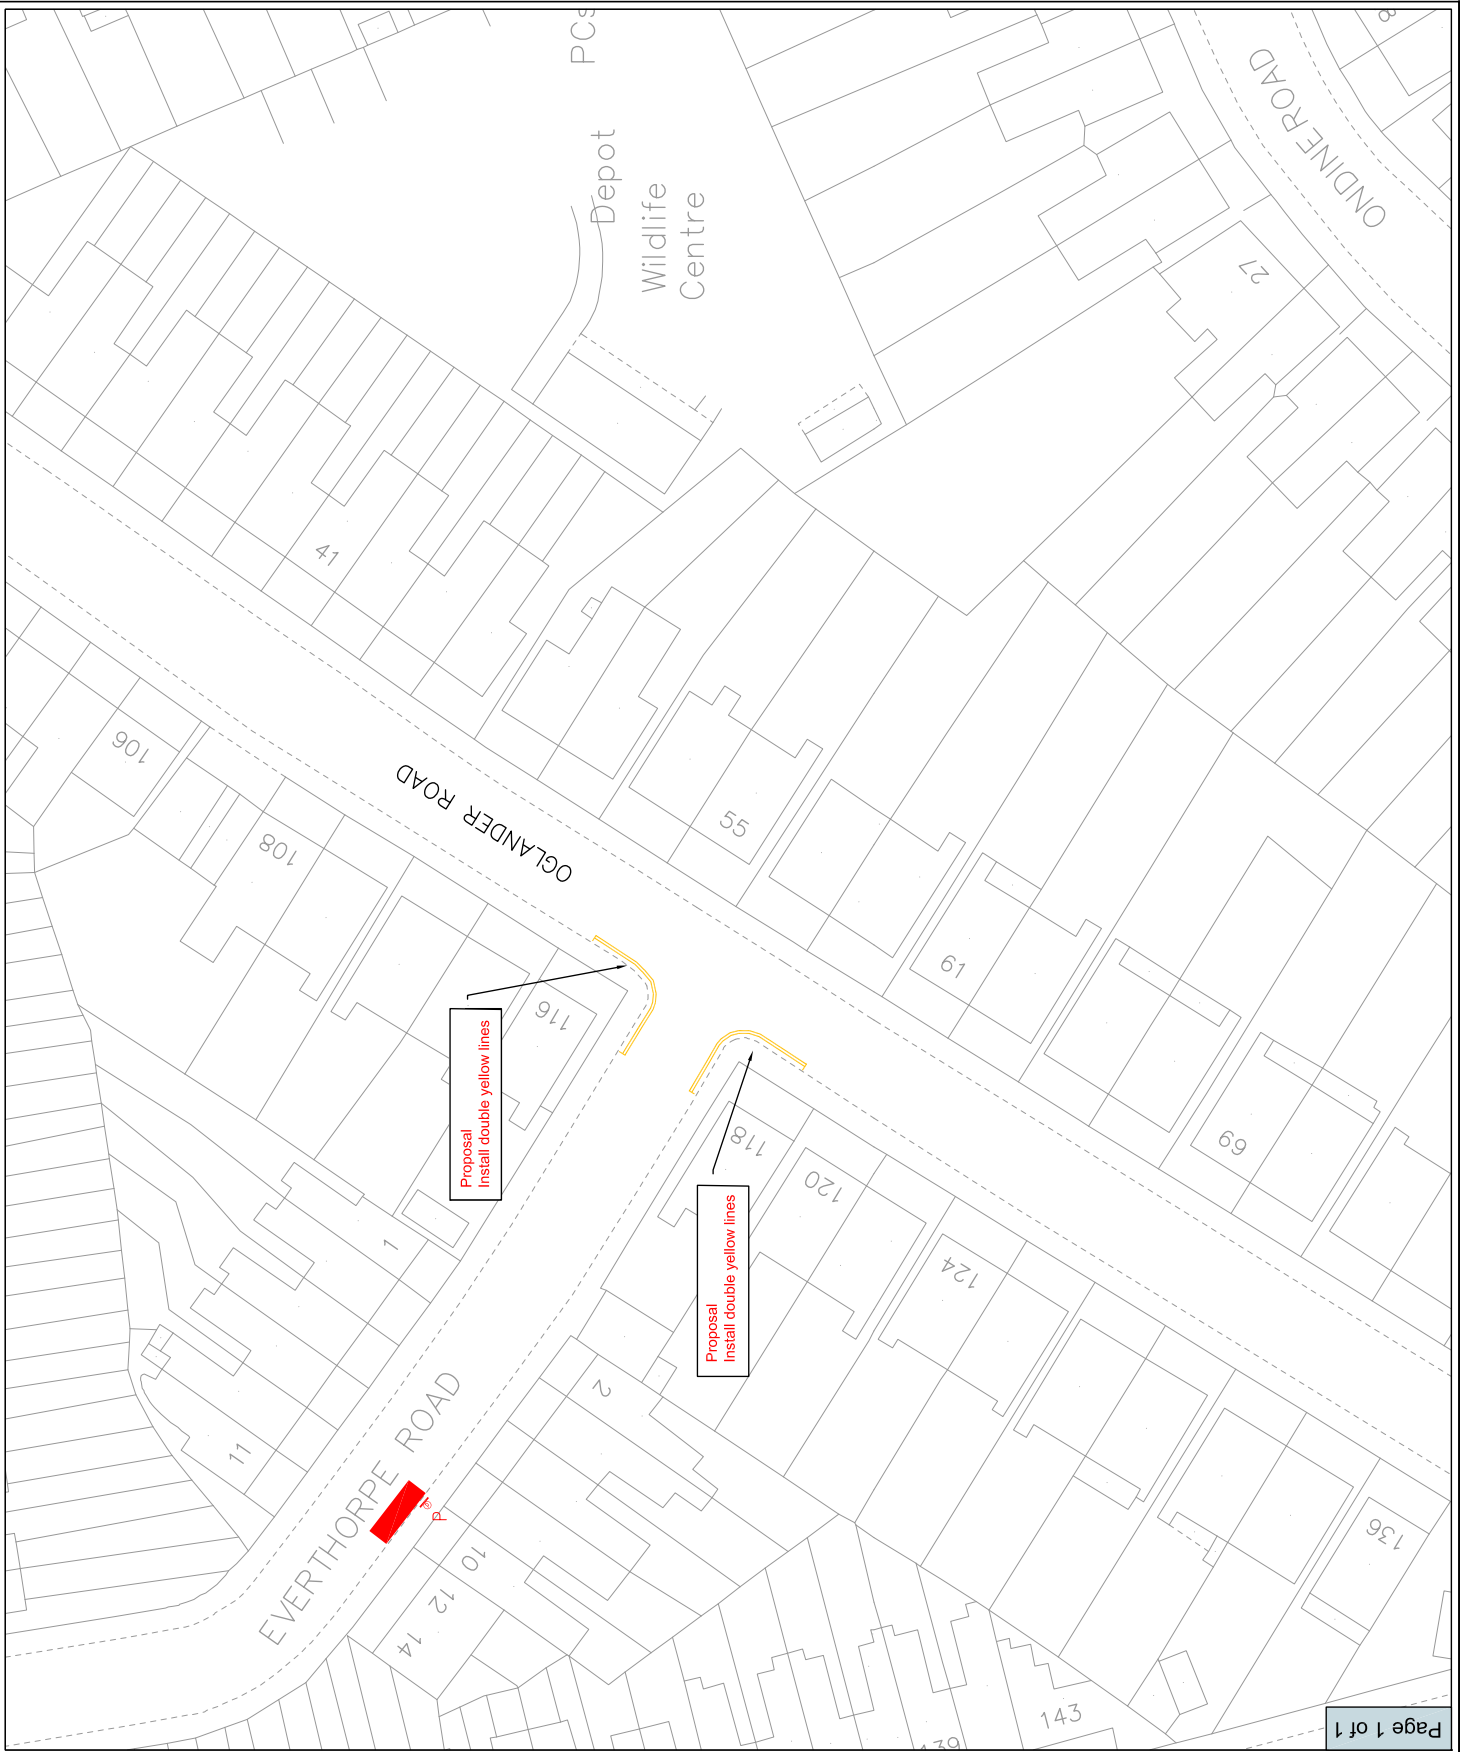 PCs
Depot
Wildlife
Centre
ONDINE ROAD
27
41
106
108
OGLANDER ROAD
55
61
116
Proposal
Install double yellow lines
118
120
69
Proposal
Install double yellow lines
124
1
2
11
EVERTHORPE ROAD
P
10
12
14
136
143
Page 1 of 1